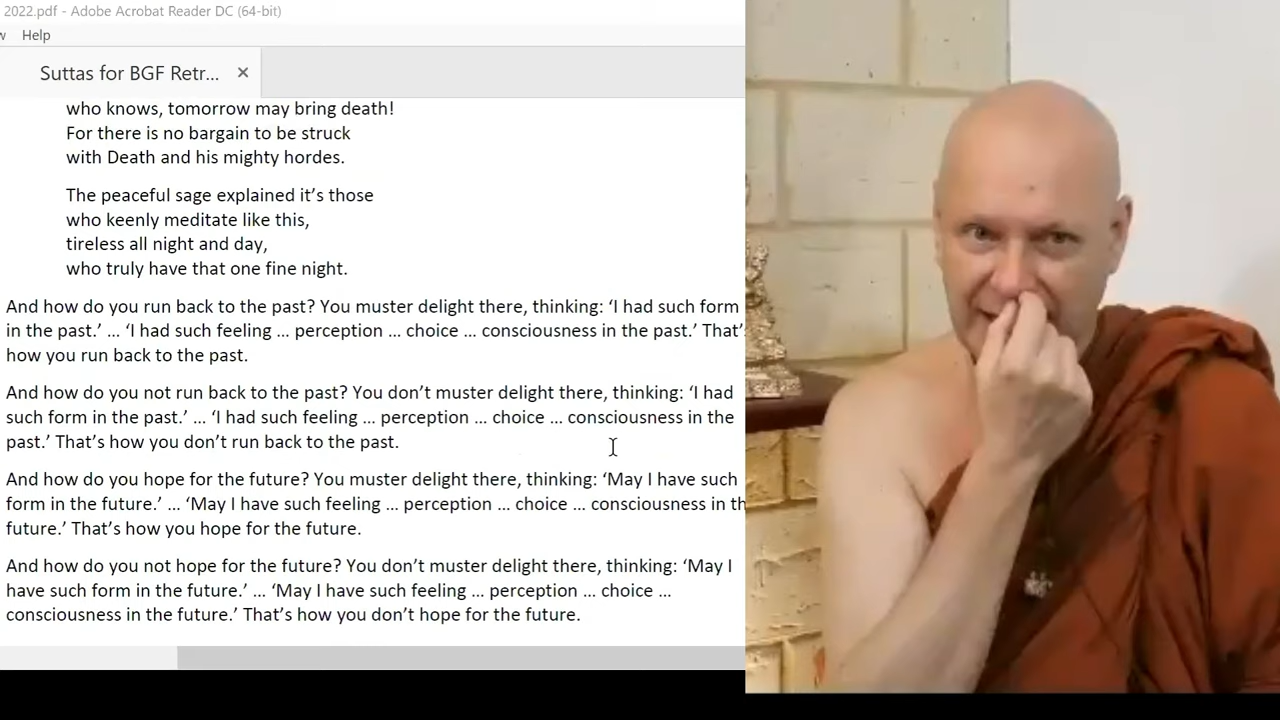 2022.pdf - Adobe Acrobat Reader DC (64-bit)
w Help
Suttas for BGF Retr... ×
who knows, tomorrow may bring death!
For there is no bargain to be struck
with Death and his mighty hordes.
The peaceful sage explained it’s those
who keenly meditate like this,
tireless all night and day,
who truly have that one fine night.
And how do you run back to the past? You muster delight there, thinking: ‘I had such form
in the past.’ ... ‘I had such feeling ... perception ... choice ... consciousness in the past.’ That’s
how you run back to the past.
And how do you not run back to the past? You don’t muster delight there, thinking: ‘I had
such form in the past.’ ... ‘I had such feeling ... perception ... choice ... consciousness in the
past.’ That’s how you don’t run back to the past.
And how do you hope for the future? You muster delight there, thinking: ‘May I have such
form in the future.’ ... ‘May I have such feeling ... perception ... choice ... consciousness in th
future.’ That’s how you hope for the future.
And how do you not hope for the future? You don’t muster delight there, thinking: ‘May I
have such form in the future.’ ... ‘May I have such feeling ... perception ... choice ...
consciousness in the future.’ That’s how you don’t hope for the future.